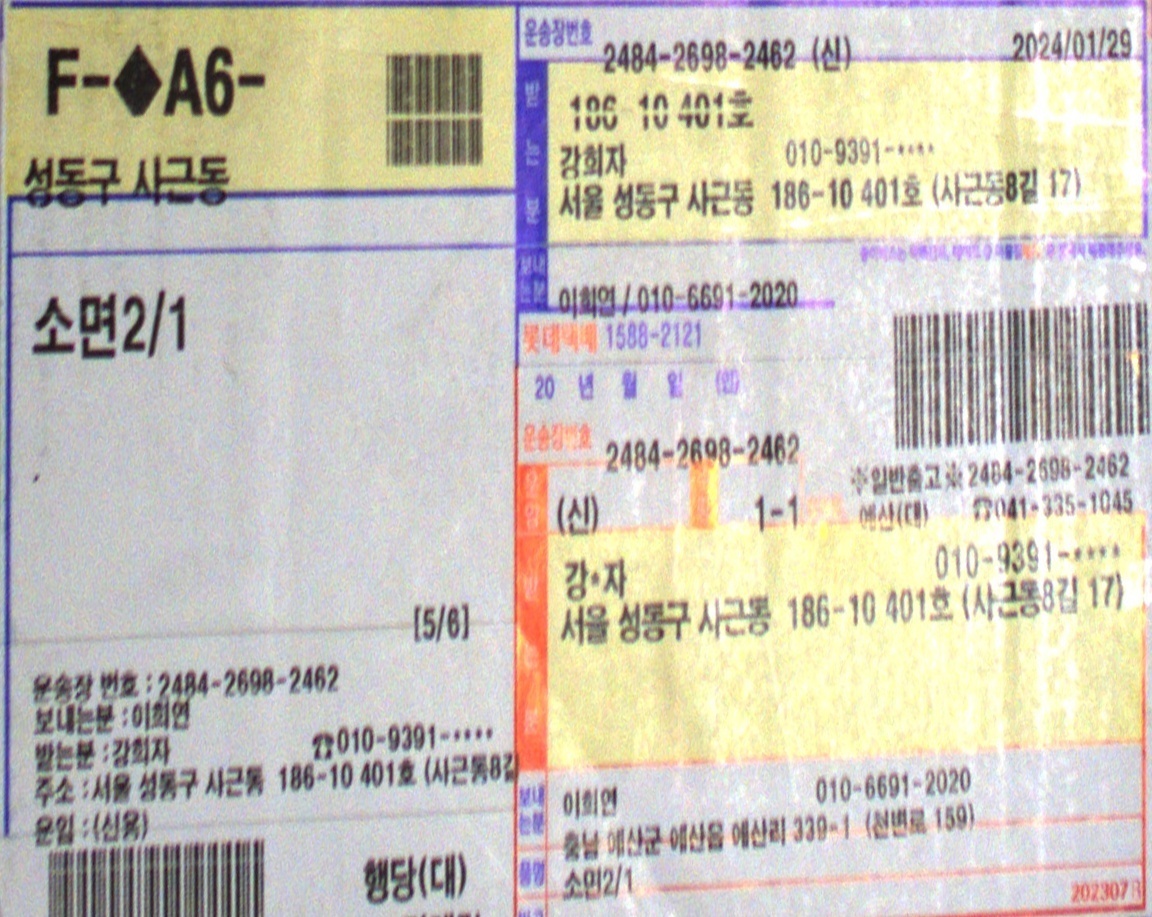 F-◆A6-
성동구 사근동
소면2/1
[5/6]
운송장 번호 : 2484-2698-2462
보내는분 : 이희연
받는분 : 강희자 ☎010-9391-****
주소 : 서울 성동구 사근동 186-10 401호 (사근동8길
운임 : (신용)
행당(대)
운송장번호 2484-2698-2462 (신) 2024/01/29
받는분
186-10 401호
강희자 010-9391-****
서울 성동구 사근동 186-10 401호 (사근동8길 17)
보내는분
이희연 / 010-6691-2020
롯데택배 1588-2121
20 년 월 일 (인)
운송장번호 2484-2698-2462
※일반출고※ 2484-2698-2462
(신) 1-1 예산(대) ☎041-335-1045
받는분
010-9391-****
강*자
서울 성동구 사근동 186-10 401호 (사근동8길 17)
보내는분
이희연 010-6691-2020
충남 예산군 예산읍 예산리 339-1 (천변로 159)
품명
소면2/1
202307